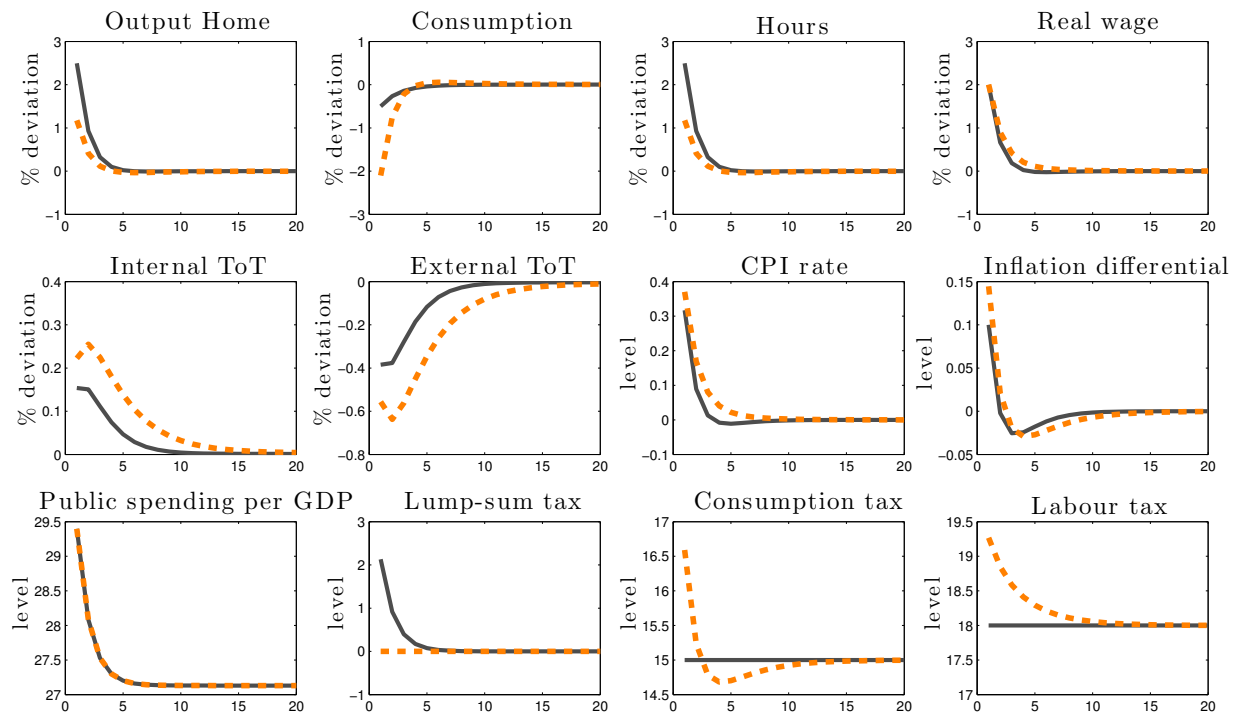 Output Home
Consumption
Hours
Real wage
% deviation
3
2
1
0
−1
0 5 10 15 20
% deviation
1
0
−1
−2
−3
0 5 10 15 20
% deviation
3
2
1
0
−1
0 5 10 15 20
% deviation
3
2
1
0
−1
0 5 10 15 20
Internal ToT
External ToT
CPI rate
Inflation differential
% deviation
0.4
0.3
0.2
0.1
0
0 5 10 15 20
% deviation
0
−0.2
−0.4
−0.6
−0.8
0 5 10 15 20
level
0.4
0.3
0.2
0.1
0
−0.1
0 5 10 15 20
level
0.15
0.1
0.05
0
−0.05
0 5 10 15 20
Public spending per GDP
Lump-sum tax
Consumption tax
Labour tax
level
29.5
29
28.5
28
27.5
27
0 5 10 15 20
level
3
2
1
0
−1
0 5 10 15 20
level
17
16.5
16
15.5
15
14.5
0 5 10 15 20
level
19.5
19
18.5
18
17.5
17
0 5 10 15 20